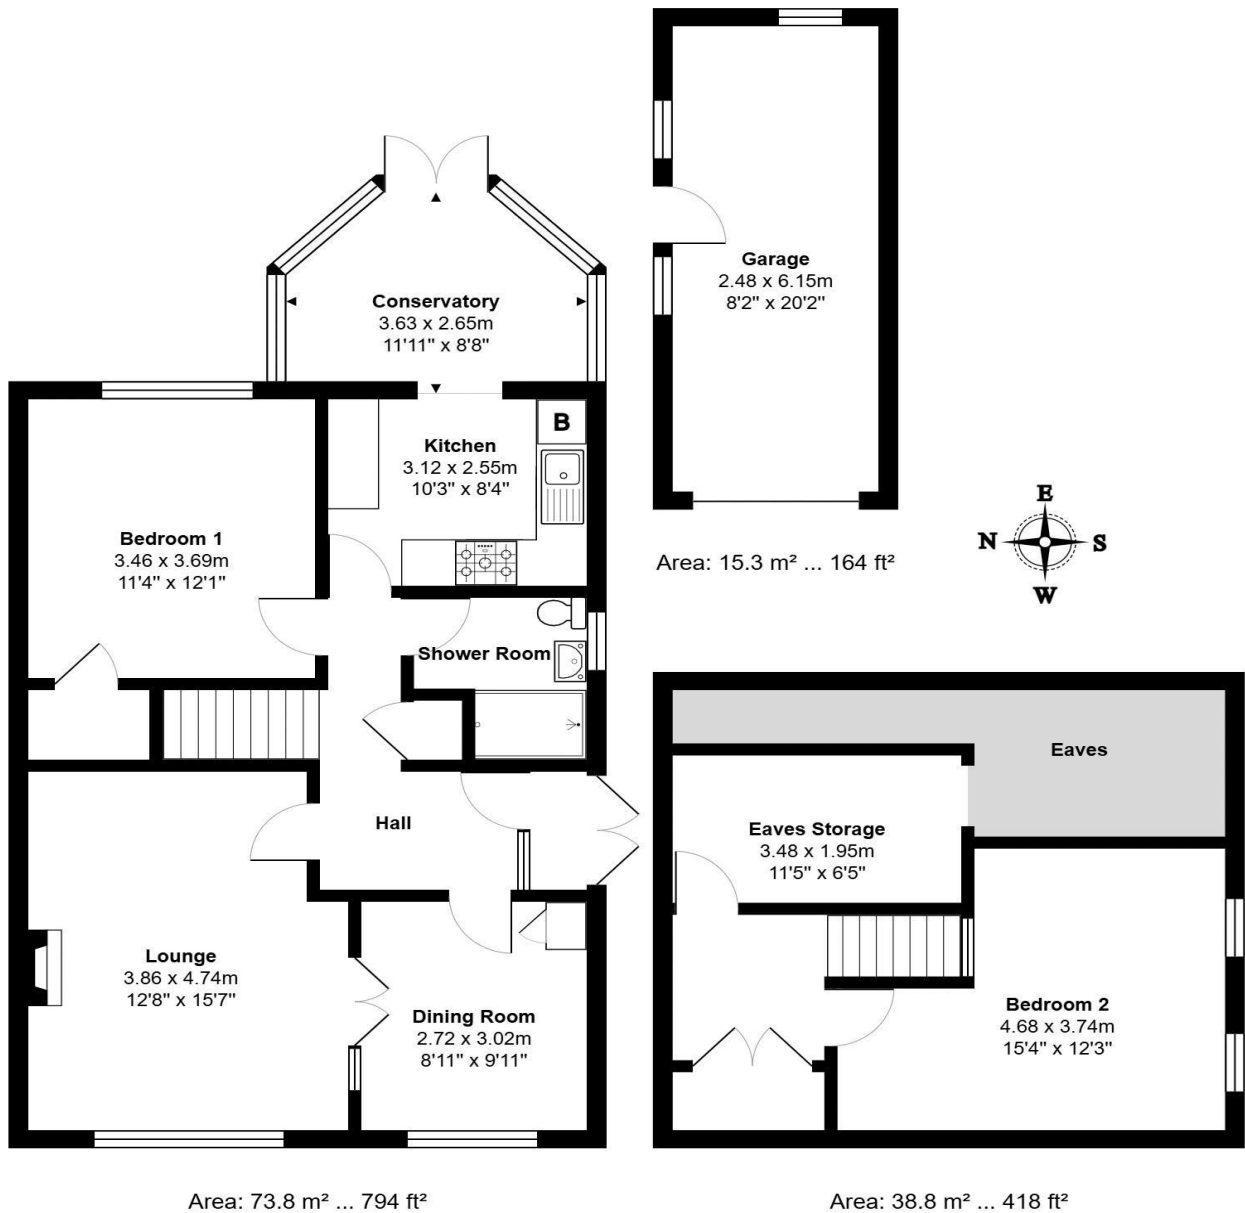 Garage
2.48 x 6.15m
8'2" x 20'2"
Conservatory
3.63 x 2.65m
11'11" x 8'8"
B
Kitchen
3.12 x 2.55m
10'3" x 8'4"
Bedroom 1
3.46 x 3.69m
11'4" x 12'1"
E
N S
W
Area: 15.3 m² ... 164 ft²
Shower Room
Hall
Eaves
Eaves Storage
3.48 x 1.95m
11'5" x 6'5"
Lounge
3.86 x 4.74m
12'8" x 15'7"
Dining Room
2.72 x 3.02m
8'11" x 9'11"
Bedroom 2
4.68 x 3.74m
15'4" x 12'3"
Area: 73.8 m² ... 794 ft²
Area: 38.8 m² ... 418 ft²